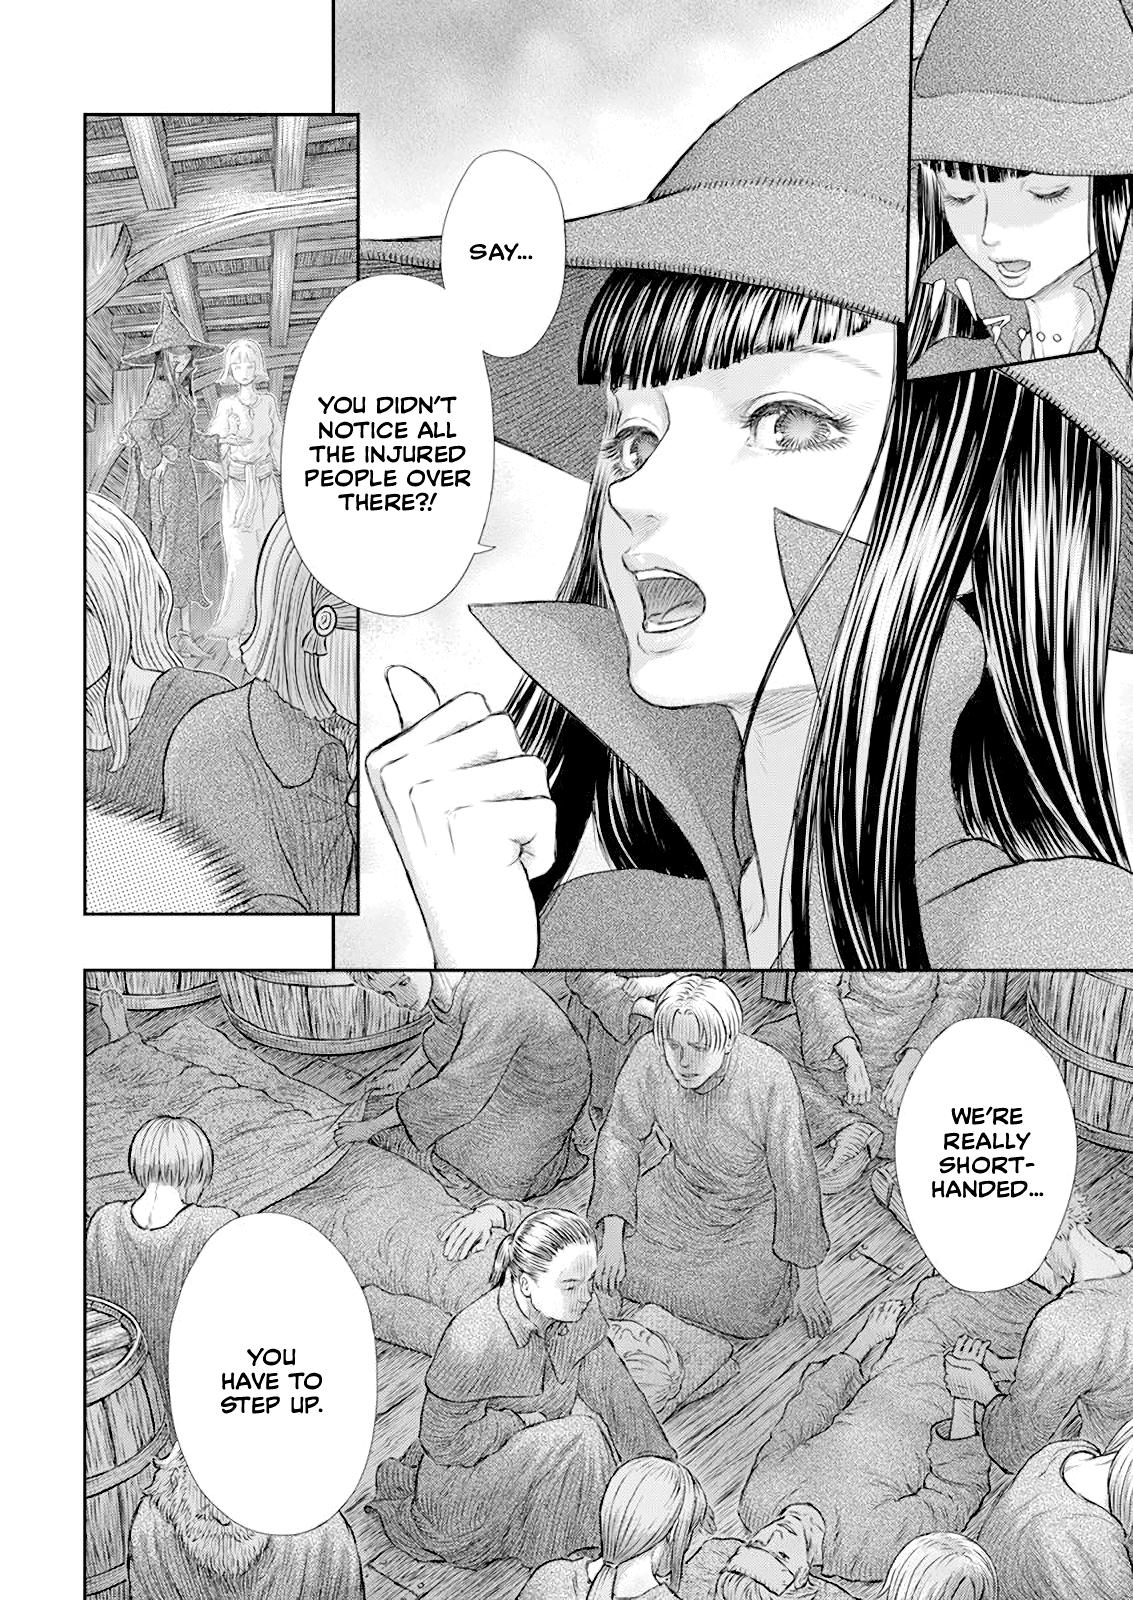 SAY...
YOU DIDN'T
NOTICE ALL
THE INJURED
PEOPLE OVER
THERE?!
WE'RE
REALLY
SHORT-
HANDED...
YOU
HAVE TO
STEP UP.